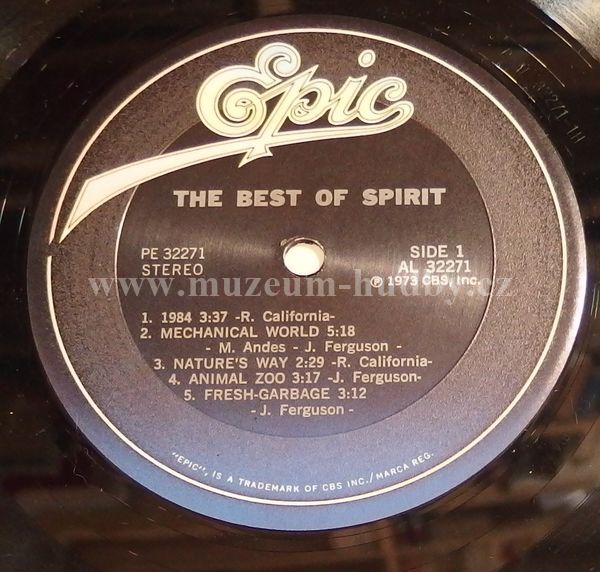 Epic
THE BEST OF SPIRIT
PE 32271
STEREO
SIDE 1
AL 32271
℗ 1973 CBS, Inc.
www.muzeum-hudby.cz
1. 1984 3:37 -R. California-
2. MECHANICAL WORLD 5:18
- M. Andes - J. Ferguson -
3. NATURE'S WAY 2:29 -R. California-
4. ANIMAL ZOO 3:17 -J. Ferguson-
5. FRESH-GARBAGE 3:12
- J. Ferguson -
"EPIC", IS A TRADEMARK OF CBS INC./MARCA REG.